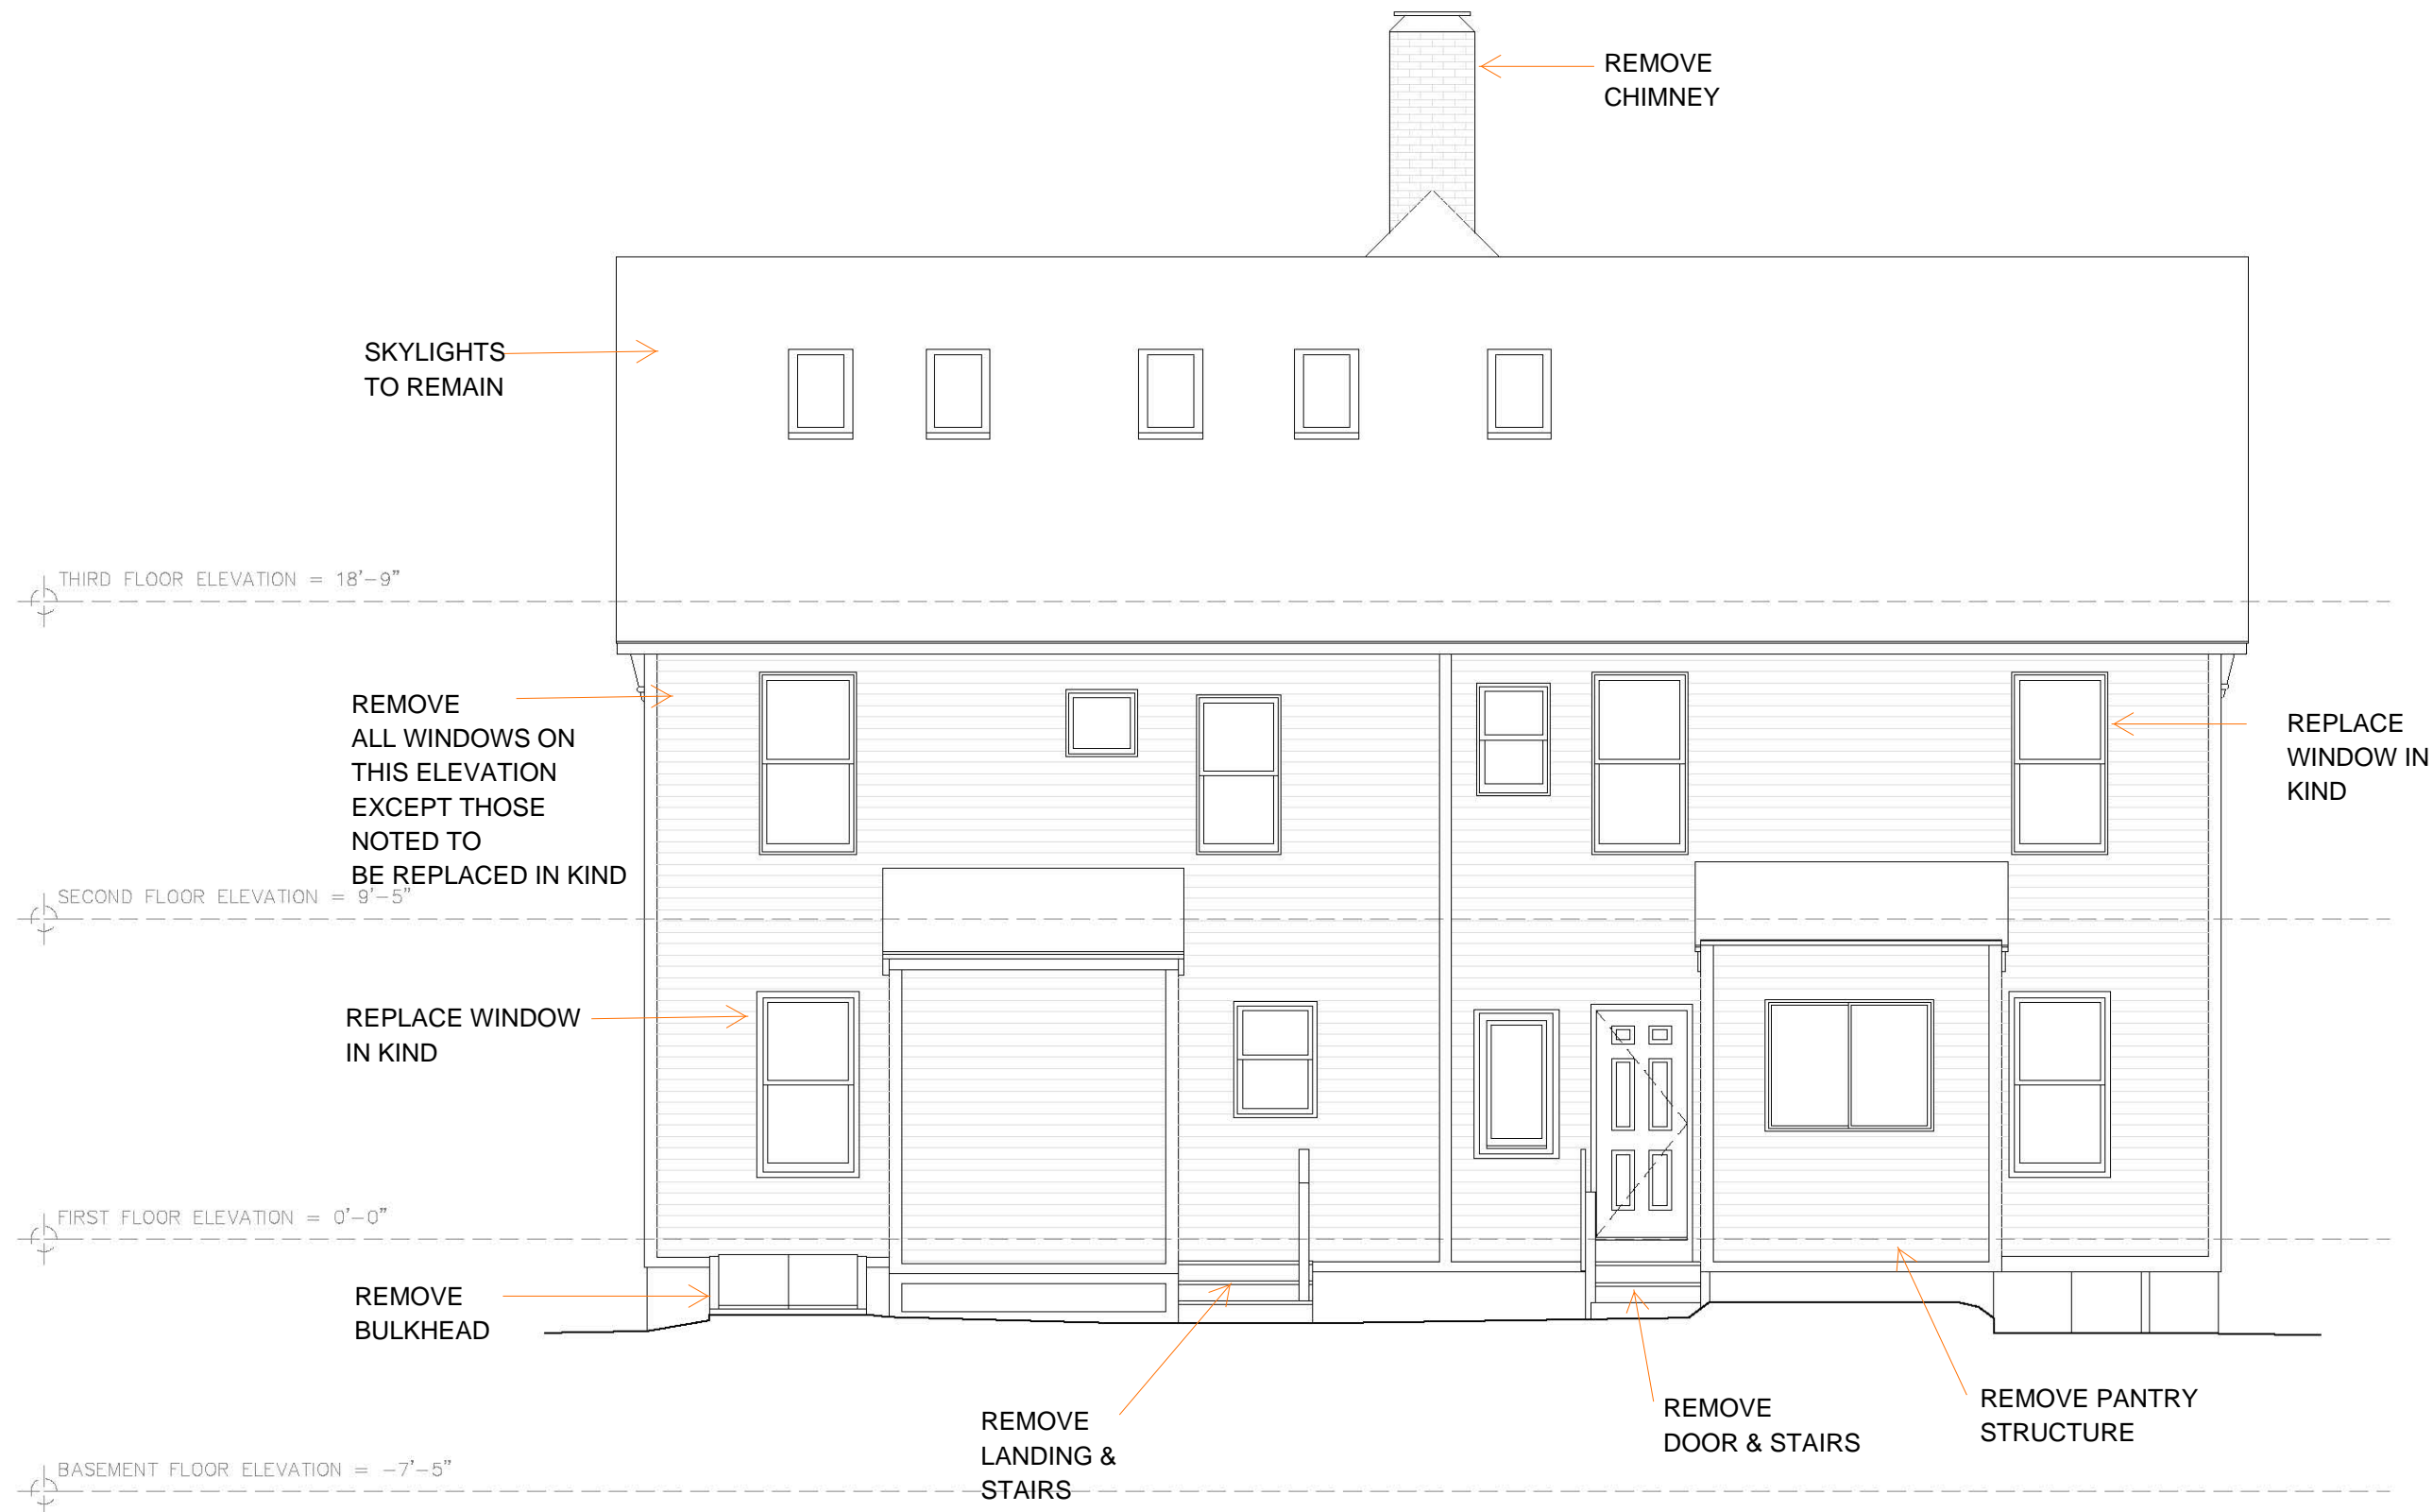 REMOVE
CHIMNEY
SKYLIGHTS
TO REMAIN
THIRD FLOOR ELEVATION = 18'-9"
REMOVE
ALL WINDOWS ON
THIS ELEVATION
EXCEPT THOSE
NOTED TO
BE REPLACED IN KIND
REPLACE
WINDOW IN
KIND
SECOND FLOOR ELEVATION = 9'-5"
REPLACE WINDOW
IN KIND
FIRST FLOOR ELEVATION = 0'-0"
REMOVE
BULKHEAD
REMOVE
LANDING &
STAIRS
REMOVE
DOOR & STAIRS
REMOVE PANTRY
STRUCTURE
BASEMENT FLOOR ELEVATION = -7'-5"